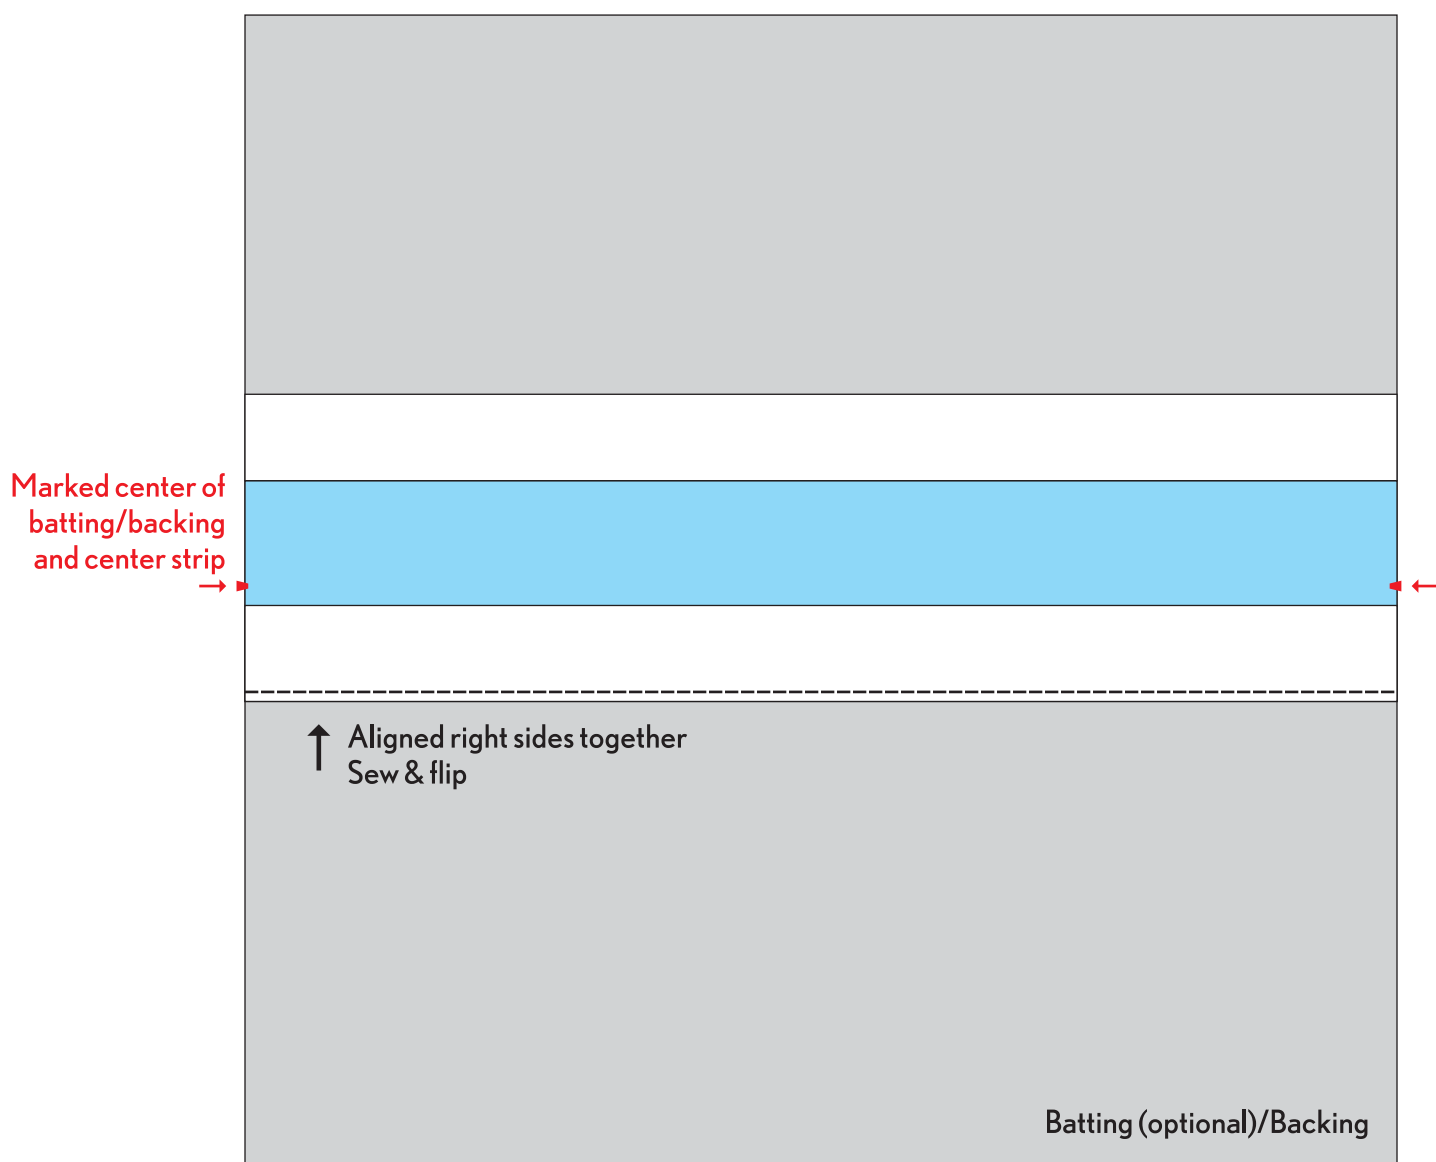 Marked center of
batting/backing
and center strip
Aligned right sides together
Sew & flip
Batting (optional)/Backing